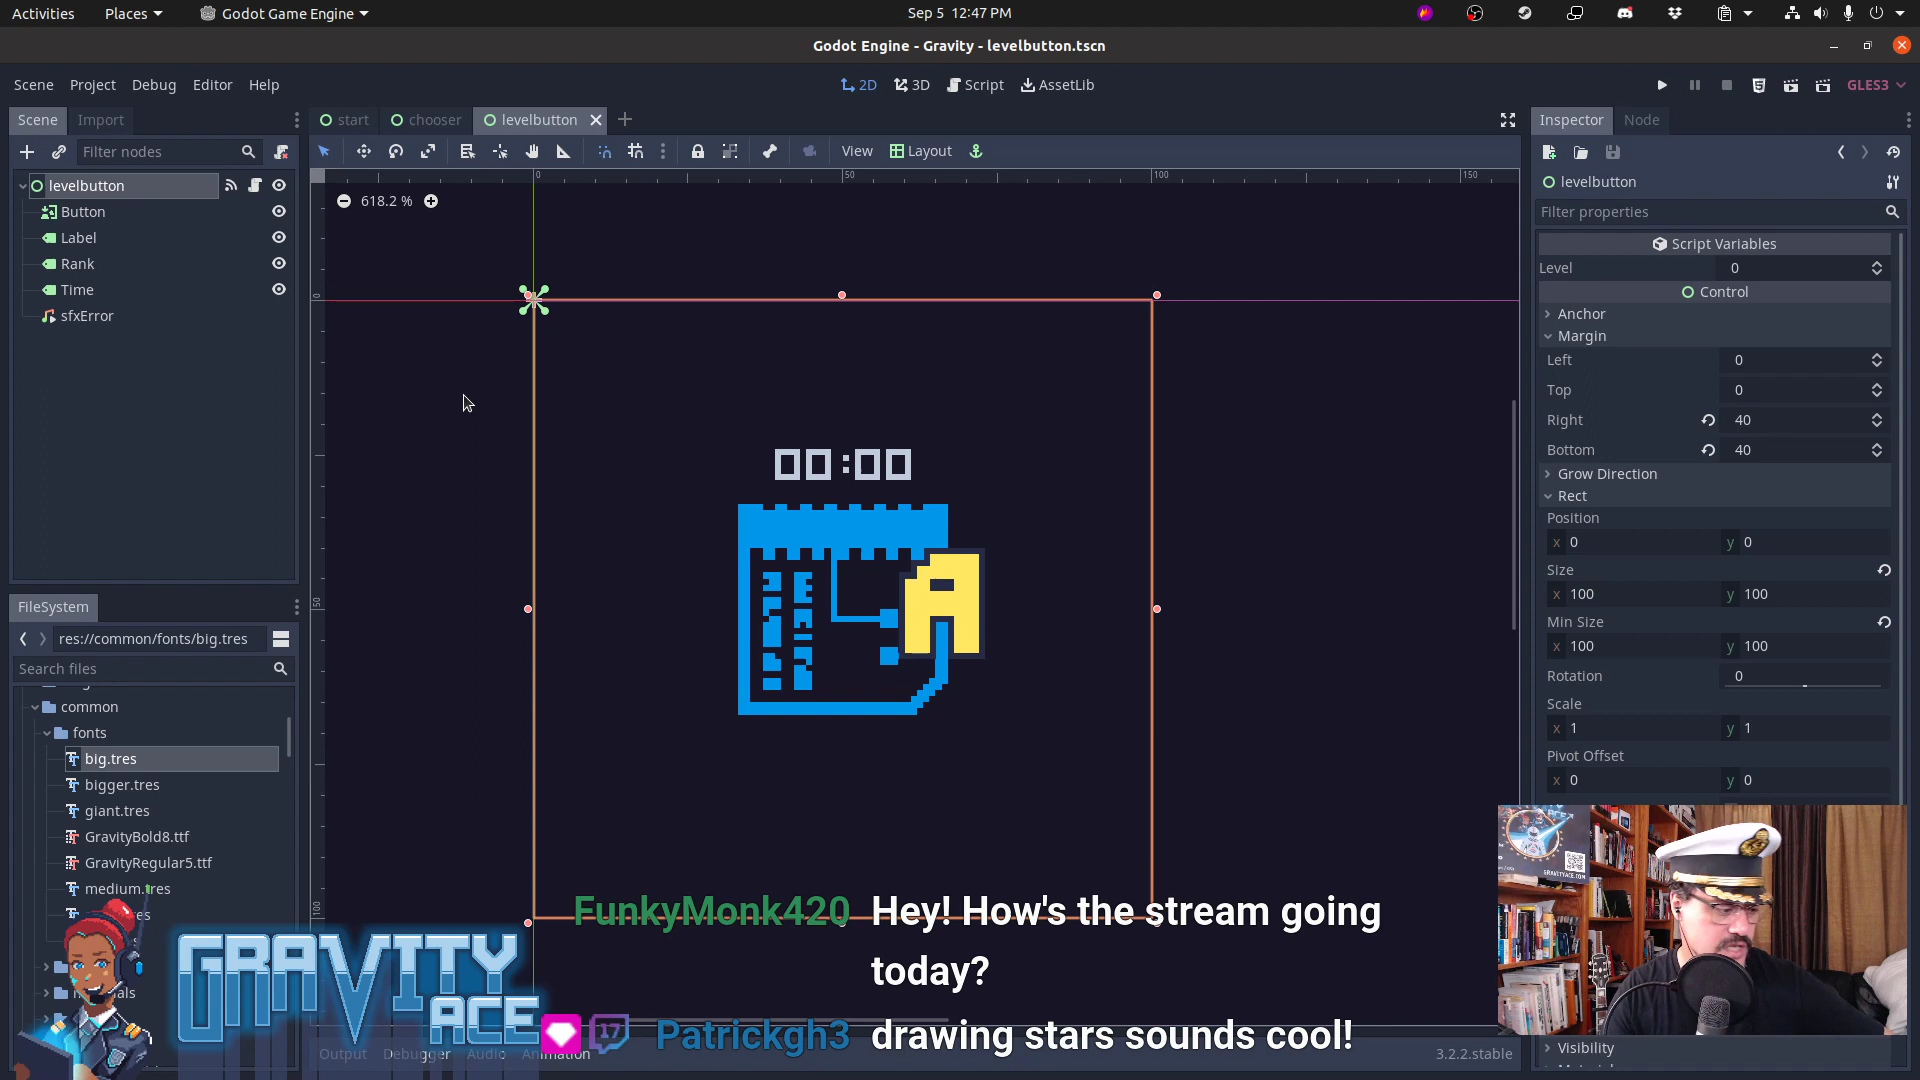 Activities Places Godot Game Engine Sep 5 12:47 PM
Godot Engine - Gravity - levelbutton.tscn
Scene Project Debug Editor Help 2D 3D Script AssetLib GLES3
Scene Import start chooser levelbutton Inspector Node
Filter nodes View Layout
levelbutton
Button
Label
Rank
Time
sfxError
618.2 %
0 50 100 150
0
50
100
00:00
A
levelbutton
Filter properties
Script Variables
Level 0
Control
Anchor
Margin
Left 0
Top 0
Right 40
Bottom 40
Grow Direction
Rect
Position
x 0 y 0
Size
x 100 y 100
Min Size
x 100 y 100
Rotation 0
Scale
x 1 y 1
Pivot Offset
x 0 y 0
Visibility
FileSystem
res://common/fonts/big.tres
Search files
common
fonts
big.tres
bigger.tres
giant.tres
GravityBold8.ttf
GravityRegular5.ttf
medium.tres
GRAVITY
ACE
FunkyMonk420 Hey! How's the stream going
today?
17 Patrickgh3 drawing stars sounds cool!
Output Debugger Audio Animation 3.2.2.stable
GRAVITYACE.COM